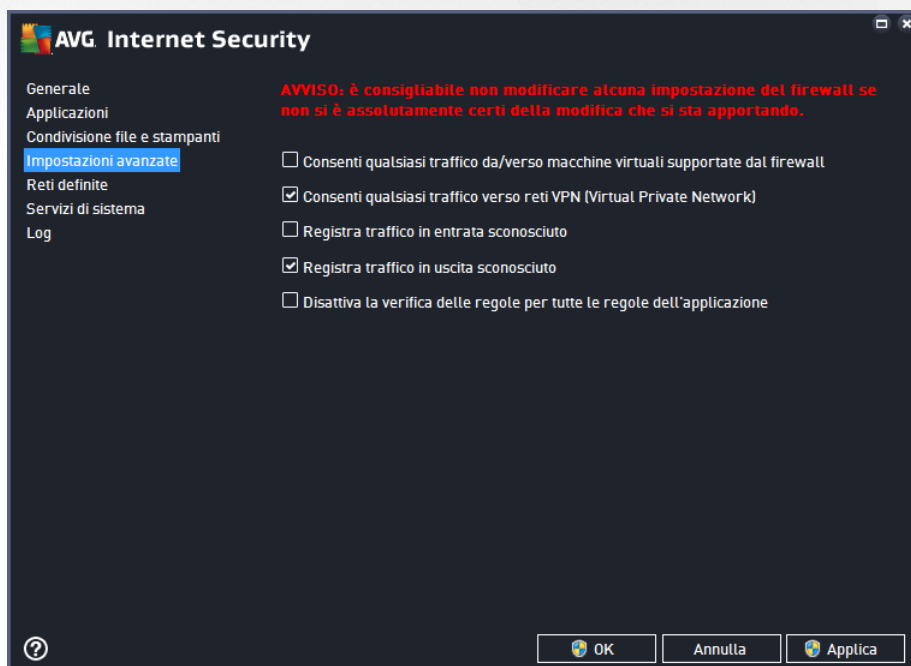 AVG Internet Security
Generale
Applicazioni
Condivisione file e stampanti
Impostazioni avanzate
Reti definite
Servizi di sistema
Log
AVVISO: è consigliabile non modificare alcuna impostazione del firewall se
non si è assolutamente certi della modifica che si sta apportando.
Consenti qualsiasi traffico da/verso macchine virtuali supportate dal firewall
Consenti qualsiasi traffico verso reti VPN (Virtual Private Network)
Registra traffico in entrata sconosciuto
Registra traffico in uscita sconosciuto
Disattiva la verifica delle regole per tutte le regole dell'applicazione
?
OK
Annulla
Applica